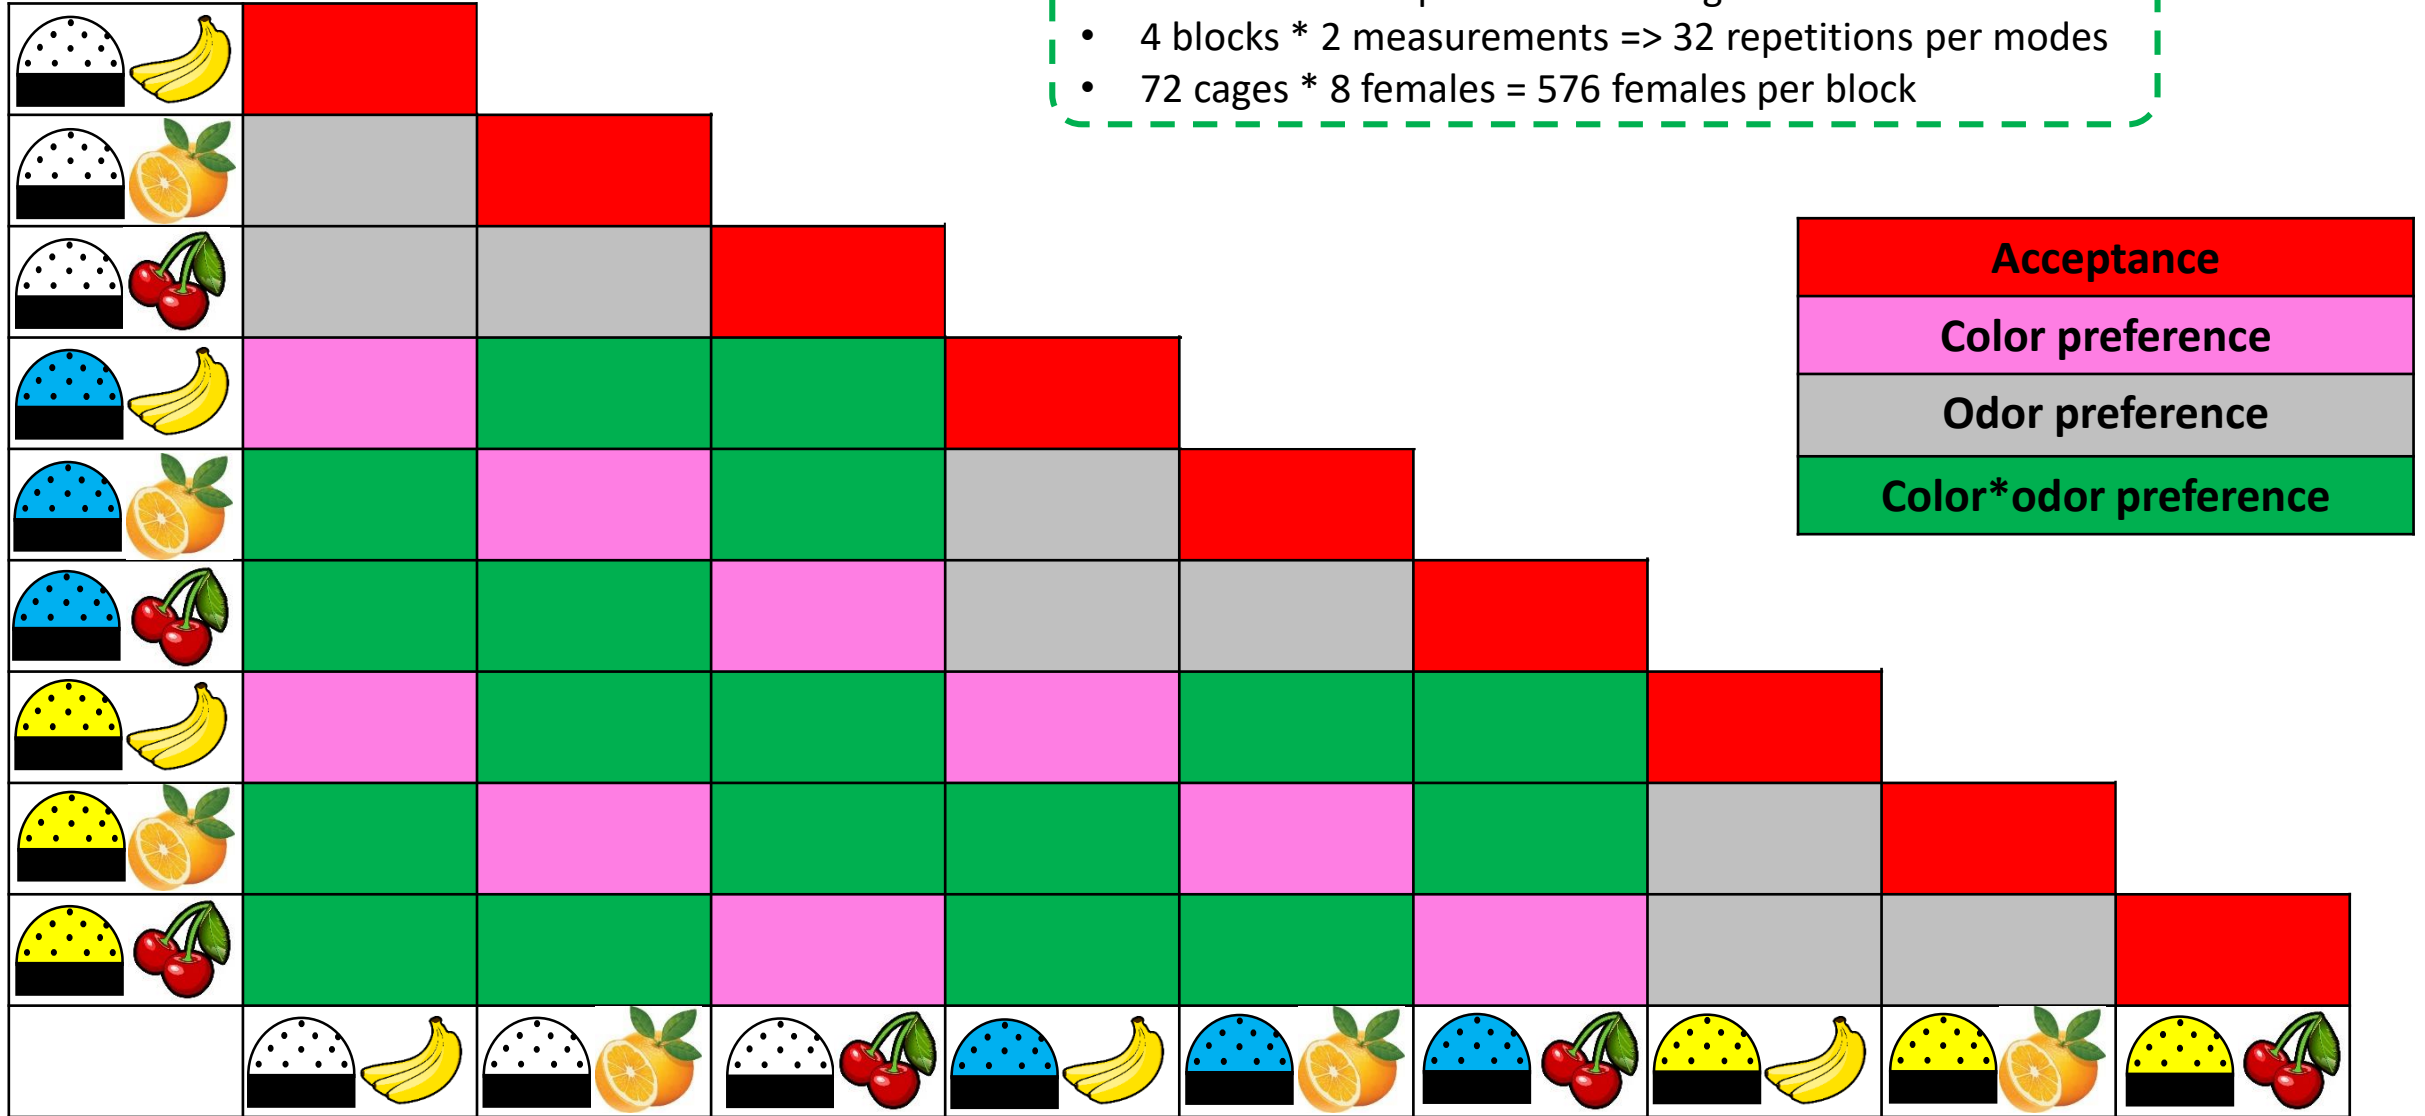 • 4 blocks * 2 measurements => 32 repetitions per modes
• 72 cages * 8 females = 576 females per block
Acceptance
Color preference
Odor preference
Color*odor preference